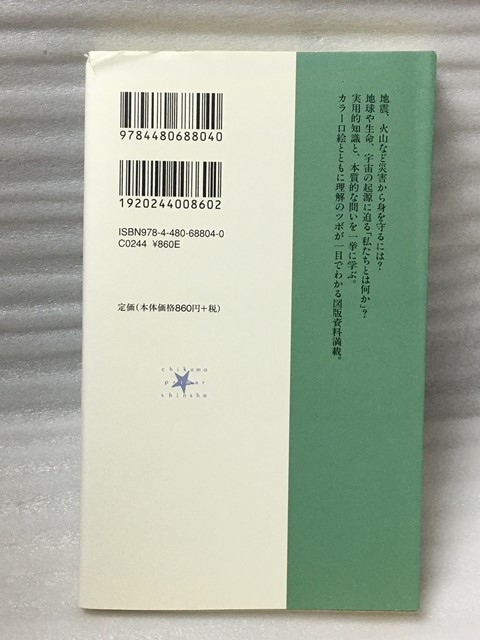 9784480688040
1920244008602
ISBN978-4-480-68804-0
C0244 ¥860E
定価(本体価格860円+税)
chikuma
primer
shinsho
地震、火山など災害から身を守るには?
地球や生命、宇宙の起源に迫る「私たちとは何か」?
実用的知識と、本質的な問いを一挙に学ぶ。
カラー口絵とともに理解のツボが一目でわかる図版資料満載。